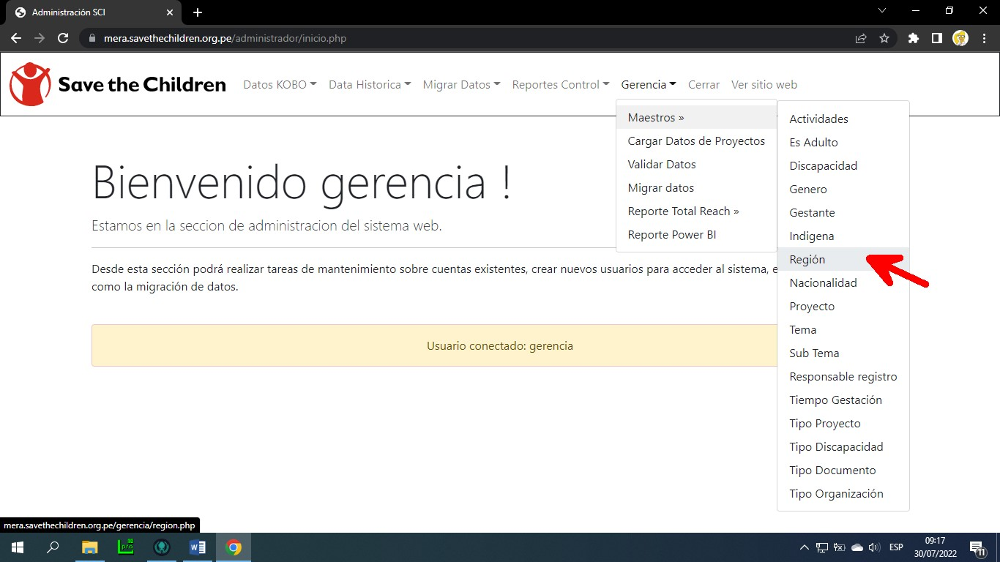 Administración SCI
mera.savethechildren.org.pe/administrador/inicio.php
Save the Children
Datos KOBO
Data Historica
Migrar Datos
Reportes Control
Gerencia
Cerrar
Ver sitio web
Maestros »
Cargar Datos de Proyectos
Validar Datos
Migrar datos
Reporte Total Reach »
Reporte Power BI
Actividades
Es Adulto
Discapacidad
Genero
Gestante
Indigena
Región
Nacionalidad
Proyecto
Tema
Sub Tema
Responsable registro
Tiempo Gestación
Tipo Proyecto
Tipo Discapacidad
Tipo Documento
Tipo Organización
Bienvenido gerencia !
Estamos en la seccion de administracion del sistema web.
Desde esta sección podrá realizar tareas de mantenimiento sobre cuentas existentes, crear nuevos usuarios para acceder al sistema, e
como la migración de datos.
Usuario conectado: gerencia
mera.savethechildren.org.pe/gerencia/region.php
ESP
09:17
30/07/2022
11